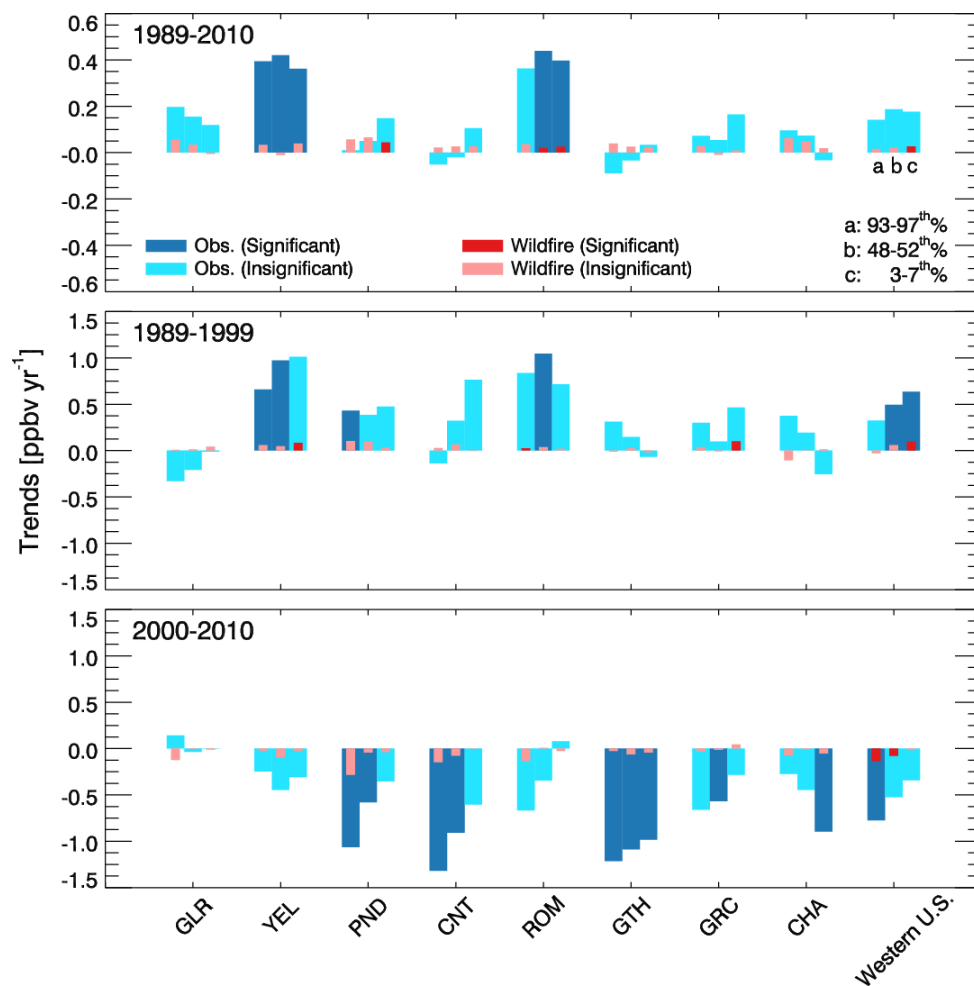 Trends [ppbv yr⁻¹]
1989-2010
0.6
0.4
0.2
-0.0
-0.2
-0.4
-0.6
a b c
Obs. (Significant)
Obs. (Insignificant)
Wildfire (Significant)
Wildfire (Insignificant)
a: 93-97ᵗʰ%
b: 48-52ᵗʰ%
c: 3-7ᵗʰ%
1989-1999
1.5
1.0
0.5
0.0
-0.5
-1.0
-1.5
2000-2010
1.5
1.0
0.5
0.0
-0.5
-1.0
-1.5
GLR
YEL
PND
CNT
ROM
GTH
GRC
CHA
Western U.S.